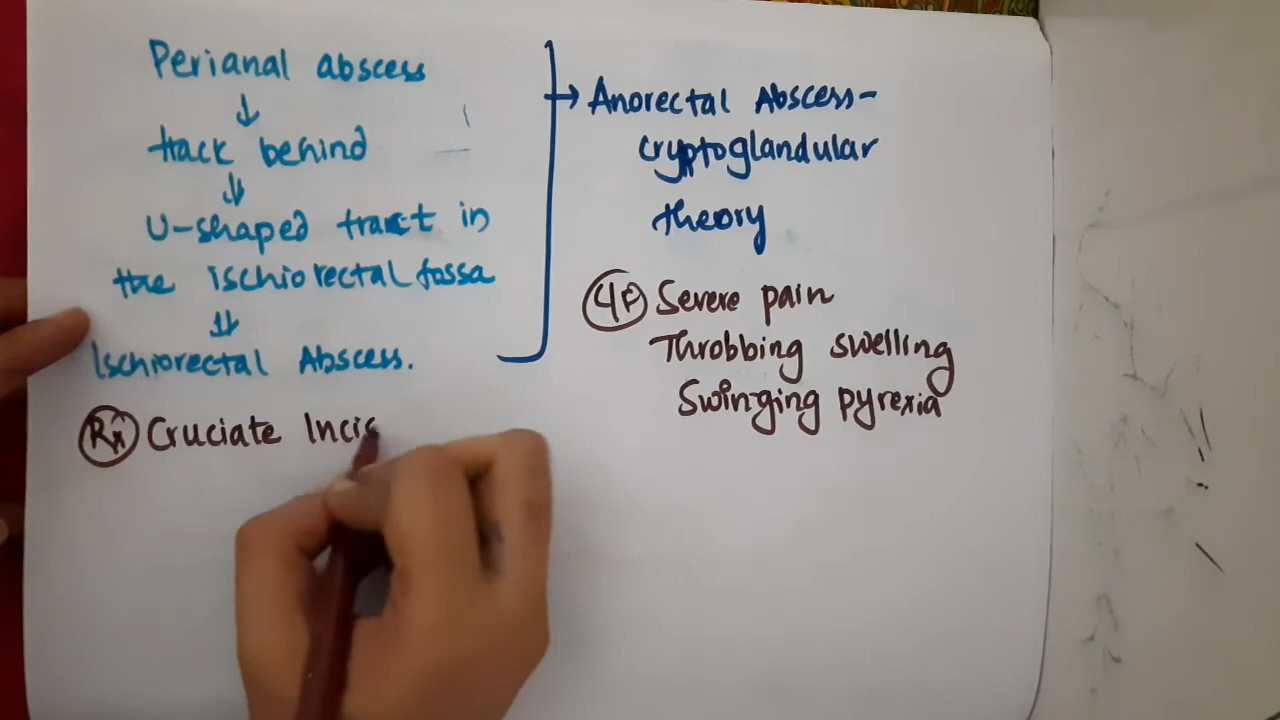 Perianal abscess
↓
track behind
⇓
U-shaped tract in
the ischiorectal fossa
⇓
Ischiorectal Abscess.
→ Anorectal Abscess-
cryptoglandular
theory
Severe pain
Throbbing swelling
Swinging pyrexia
Rx Cruciate Incis